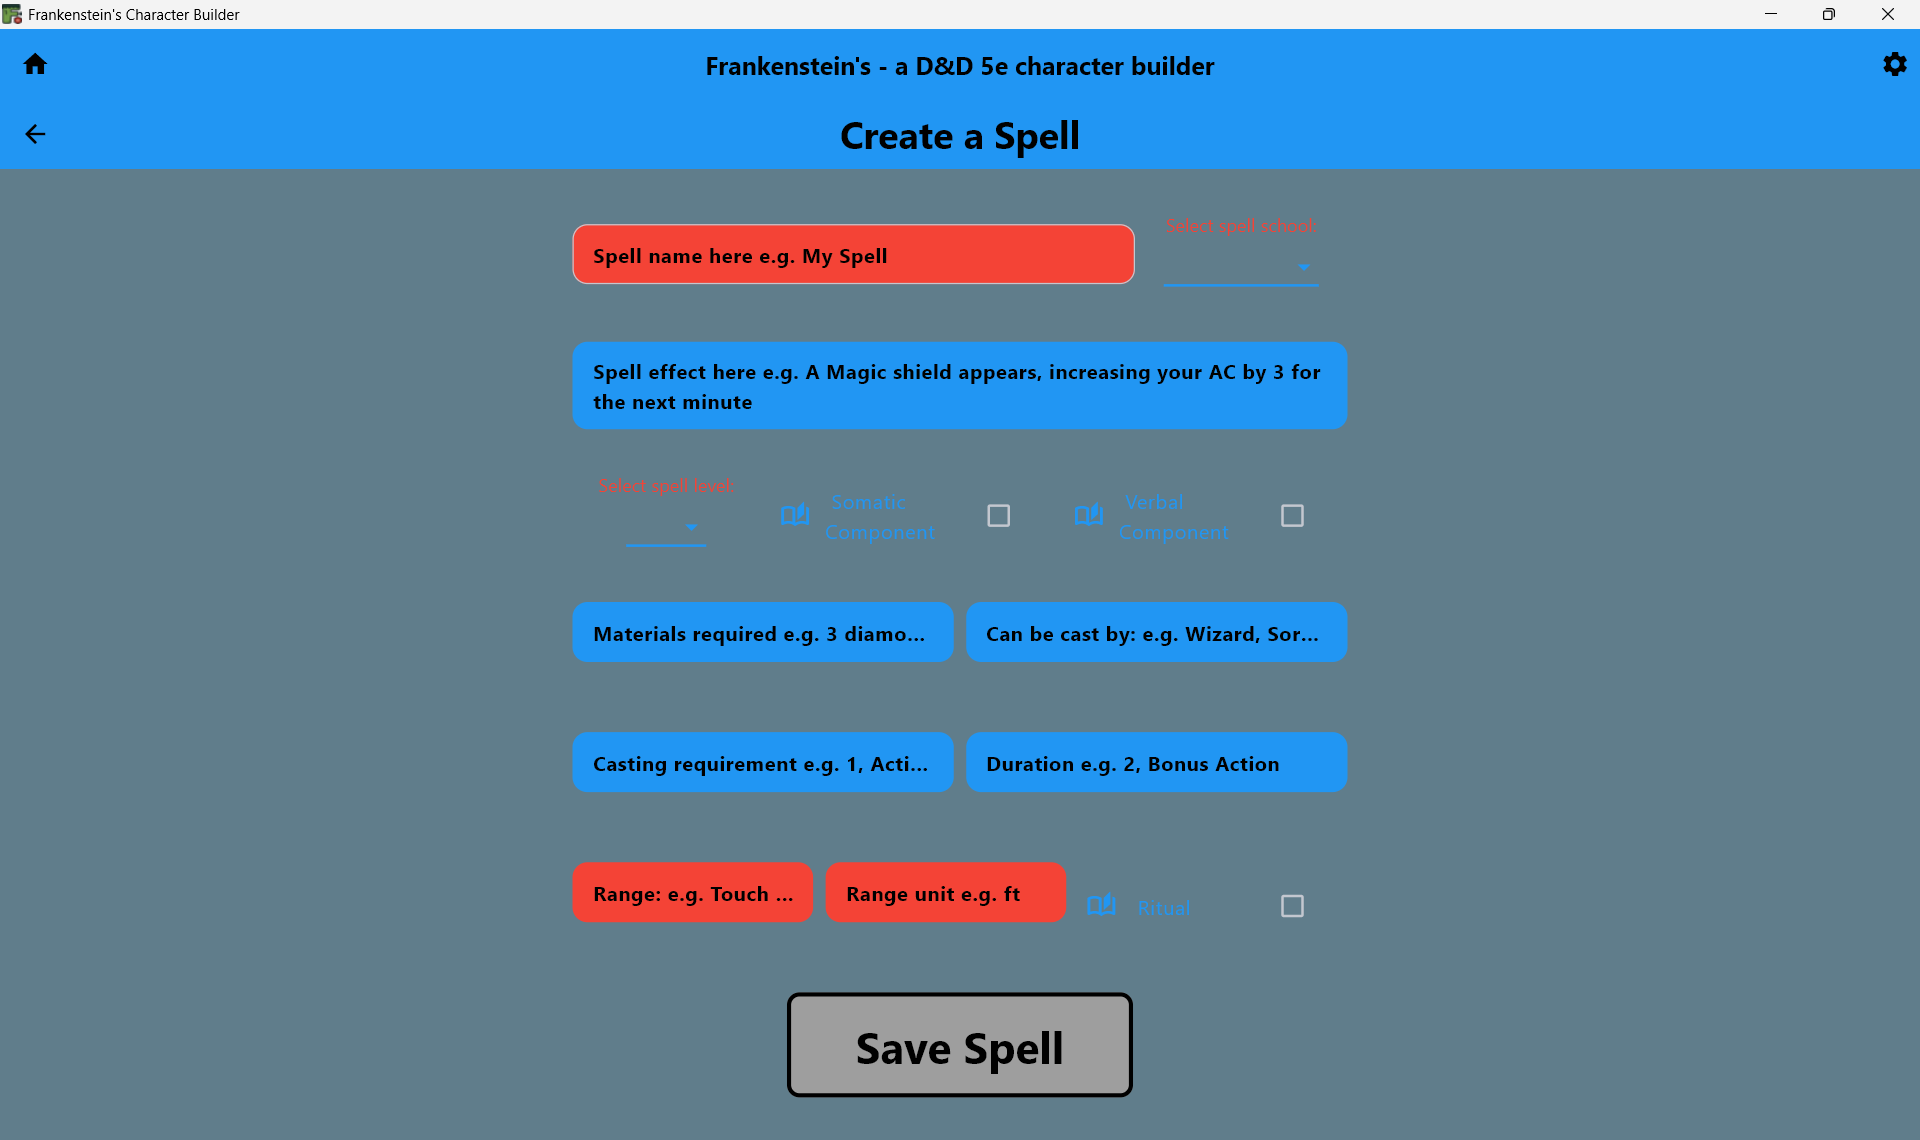 Frankenstein's Character Builder
Frankenstein's - a D&D 5e character builder
Create a Spell
Spell name here e.g. My Spell
Select spell school:
Spell effect here e.g. A Magic shield appears, increasing your AC by 3 for
the next minute
Select spell level:
Somatic
Component
Verbal
Component
Materials required e.g. 3 diamo...
Can be cast by: e.g. Wizard, Sor...
Casting requirement e.g. 1, Acti...
Duration e.g. 2, Bonus Action
Range: e.g. Touch ...
Range unit e.g. ft
Ritual
Save Spell